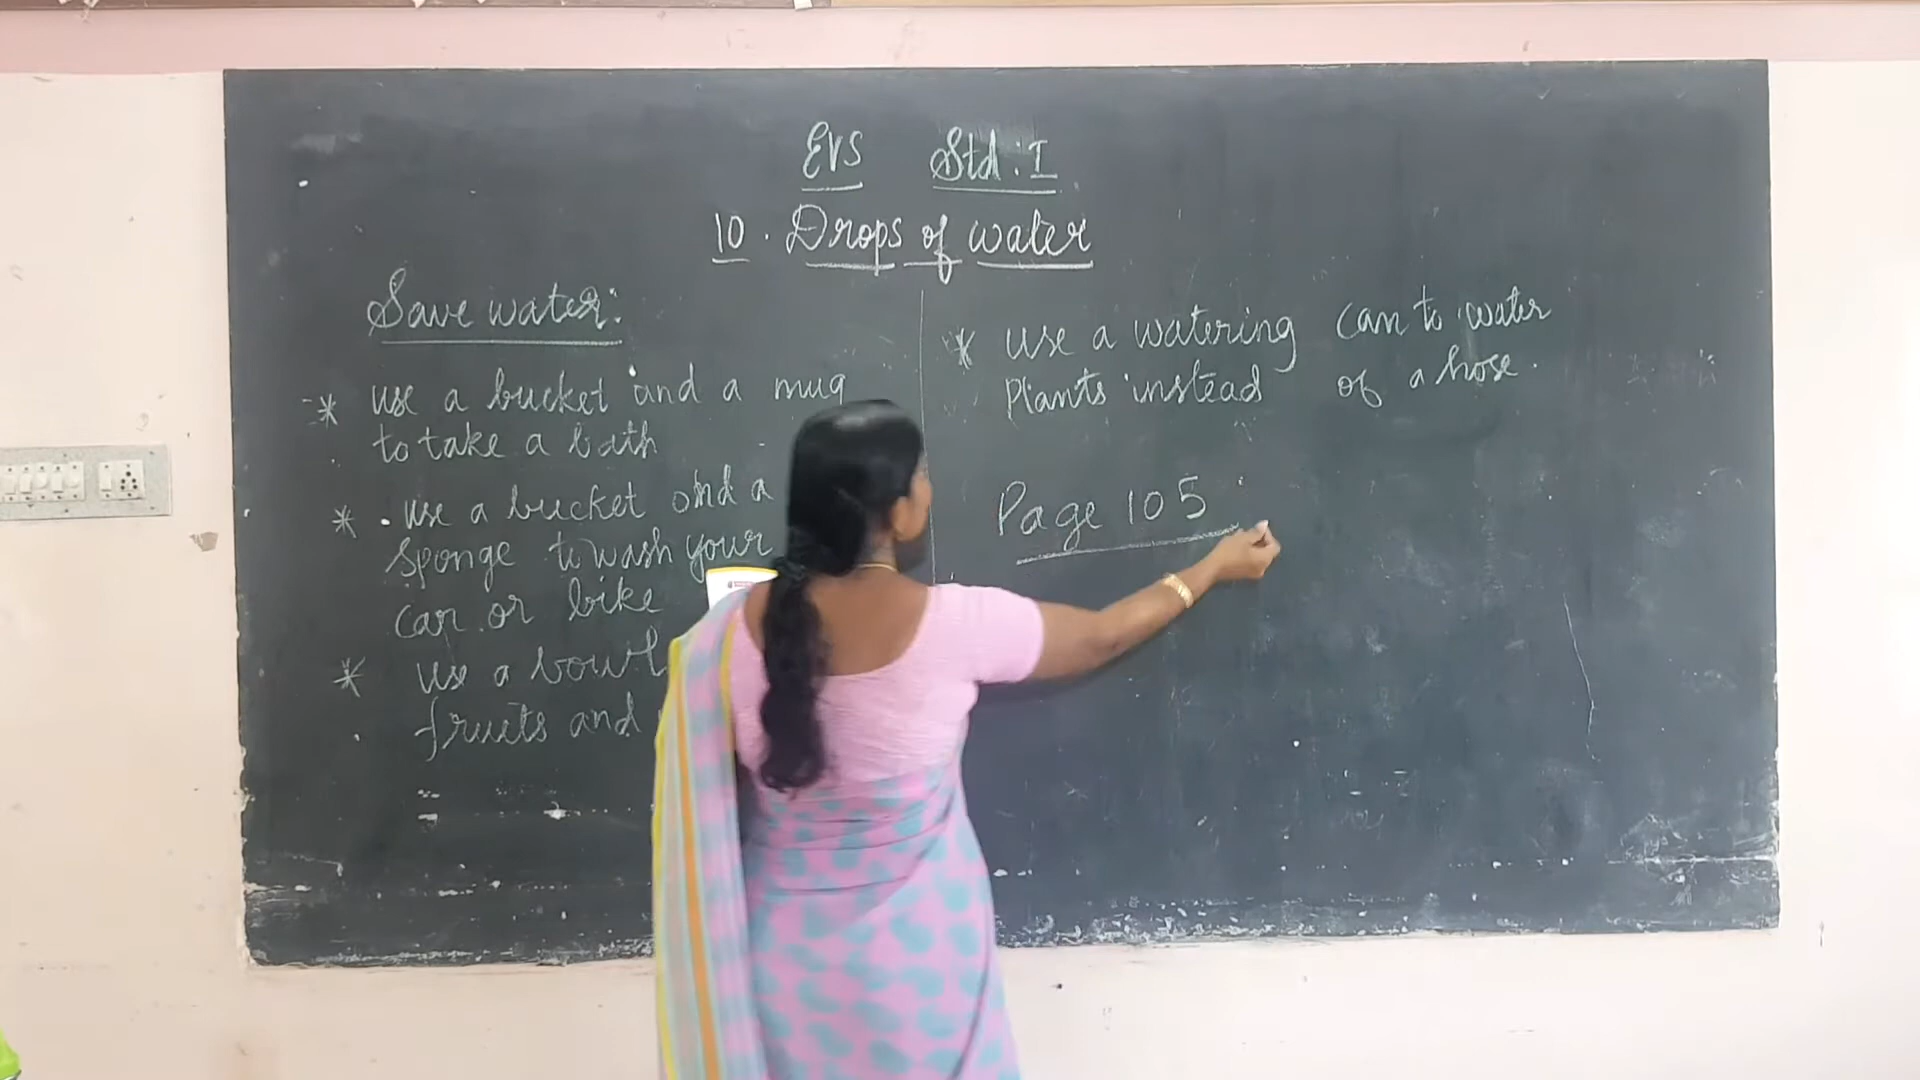 EVS Std : I
10. Drops of water
Save water:
* use a bucket and a mug
to take a bath
* . use a bucket and a
sponge to wash your
car or bike
* use a bowl
fruits and
* use a watering can to water
Plants instead of a hose.
Page 105